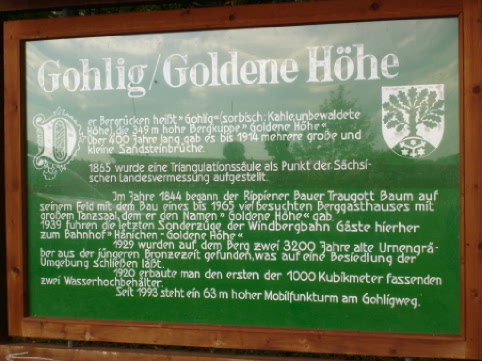 Gohlig/Goldene Höhe
Der Bergrücken heißt »Gohlig« (sorbisch: Kahle, unbewaldete
Höhe), die 349 m hohe Bergkuppe »Goldene Höhe«.
Über 400 Jahre lang gab es bis 1914 mehrere große und
kleine Sandsteinbrüche.
1865 wurde eine Triangulationssäule als Punkt der Sächsi-
schen Landesvermessung aufgestellt.
Im Jahre 1844 begann der Rippiener Bauer Traugott Baum auf
seinem Feld mit dem Bau eines bis 1965 vielbesuchten Berggasthauses mit
großem Tanzsaal, dem er den Namen »Goldene Höhe« gab.
1939 führen die letzten Sonderzüge der Windbergbahn Gäste hierher
zum Bahnhof »Hänichen-Goldene Höhe«.
1929 wurden auf dem Berg zwei 3200 Jahre alte Urnengrä-
ber aus der jüngeren Bronzezeit gefunden, was auf eine Besiedlung der
Umgebung schließen läßt.
1920 erbaute man den ersten der 1000 Kubikmeter fassenden
zwei Wasserhochbehälter.
Seit 1993 steht ein 63 m hoher Mobilfunkturm am Gohligweg.